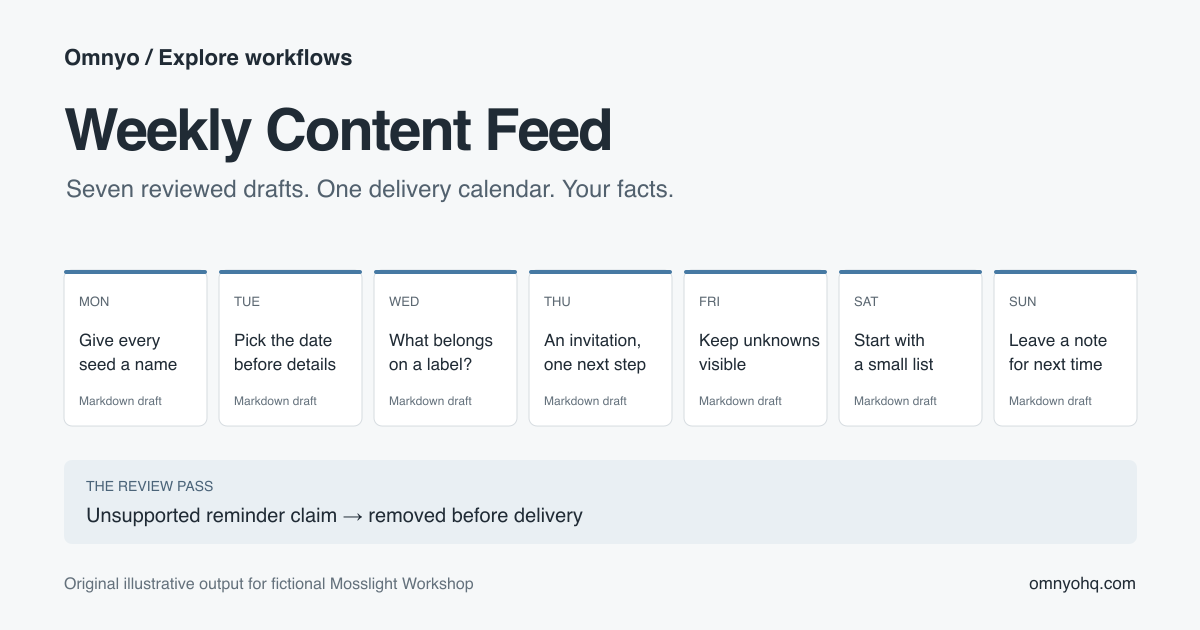 Omnyo / Explore workflows
Weekly Content Feed
Seven reviewed drafts. One delivery calendar. Your facts.
MON
Give every
seed a name
Markdown draft
TUE
Pick the date
before details
Markdown draft
WED
What belongs
on a label?
Markdown draft
THU
An invitation,
one next step
Markdown draft
FRI
Keep unknowns
visible
Markdown draft
SAT
Start with
a small list
Markdown draft
SUN
Leave a note
for next time
Markdown draft
THE REVIEW PASS
Unsupported reminder claim → removed before delivery
Original illustrative output for fictional Mosslight Workshop
omnyohq.com